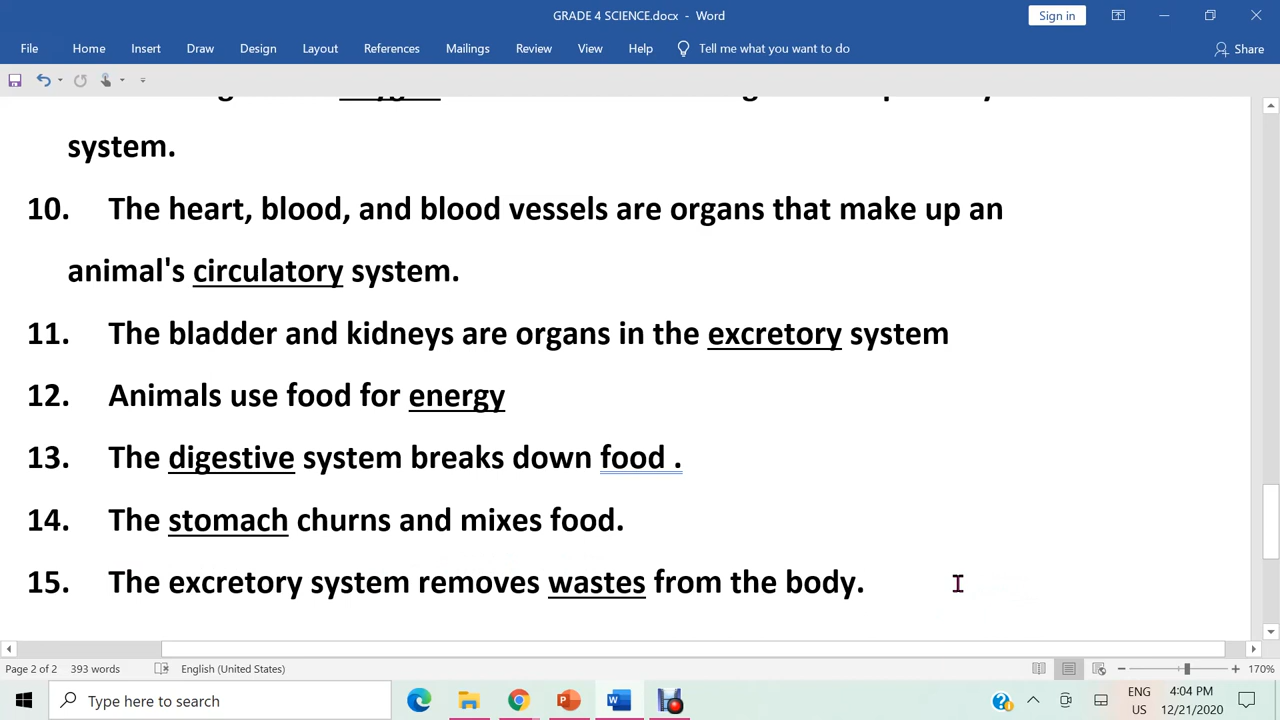 GRADE 4 SCIENCE.docx - Word
Sign in
File Home Insert Draw Design Layout References Mailings Review View Help Tell me what you want to do Share
system.
10. The heart, blood, and blood vessels are organs that make up an
animal's circulatory system.
11. The bladder and kidneys are organs in the excretory system
12. Animals use food for energy
13. The digestive system breaks down food .
14. The stomach churns and mixes food.
15. The excretory system removes wastes from the body.
Page 2 of 2 393 words English (United States) 170%
Type here to search
ENG
US
4:04 PM
12/21/2020